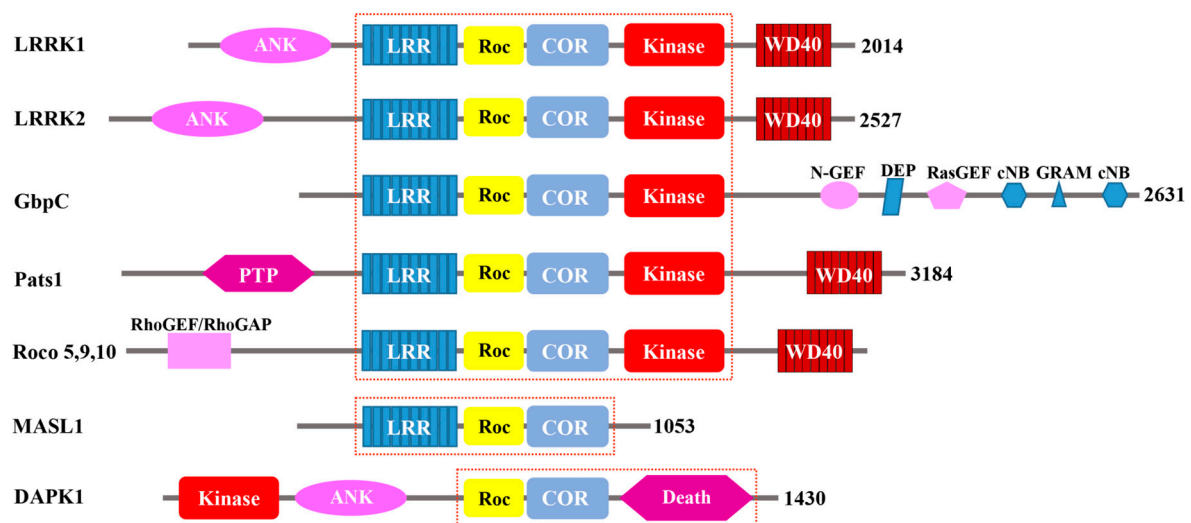 LRRK1 ANK LRR Roc COR Kinase WD40 2014
LRRK2 ANK LRR Roc COR Kinase WD40 2527
N-GEF DEP RasGEF cNB GRAM cNB
GbpC LRR Roc COR Kinase 2631
Pats1 PTP LRR Roc COR Kinase WD40 3184
RhoGEF/RhoGAP
Roco 5,9,10 LRR Roc COR Kinase WD40
MASL1 LRR Roc COR 1053
DAPK1 Kinase ANK Roc COR Death 1430